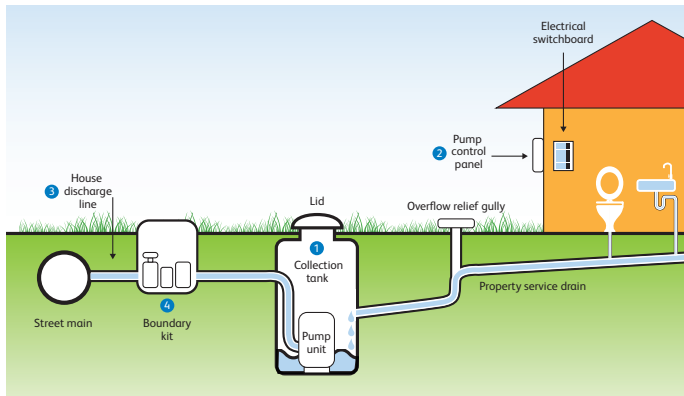 Electrical
switchboard
2
Pump
control
panel
3
House
discharge
line
Lid
Overflow relief gully
1
Collection
tank
Property service drain
4
Street main
Boundary
kit
Pump
unit